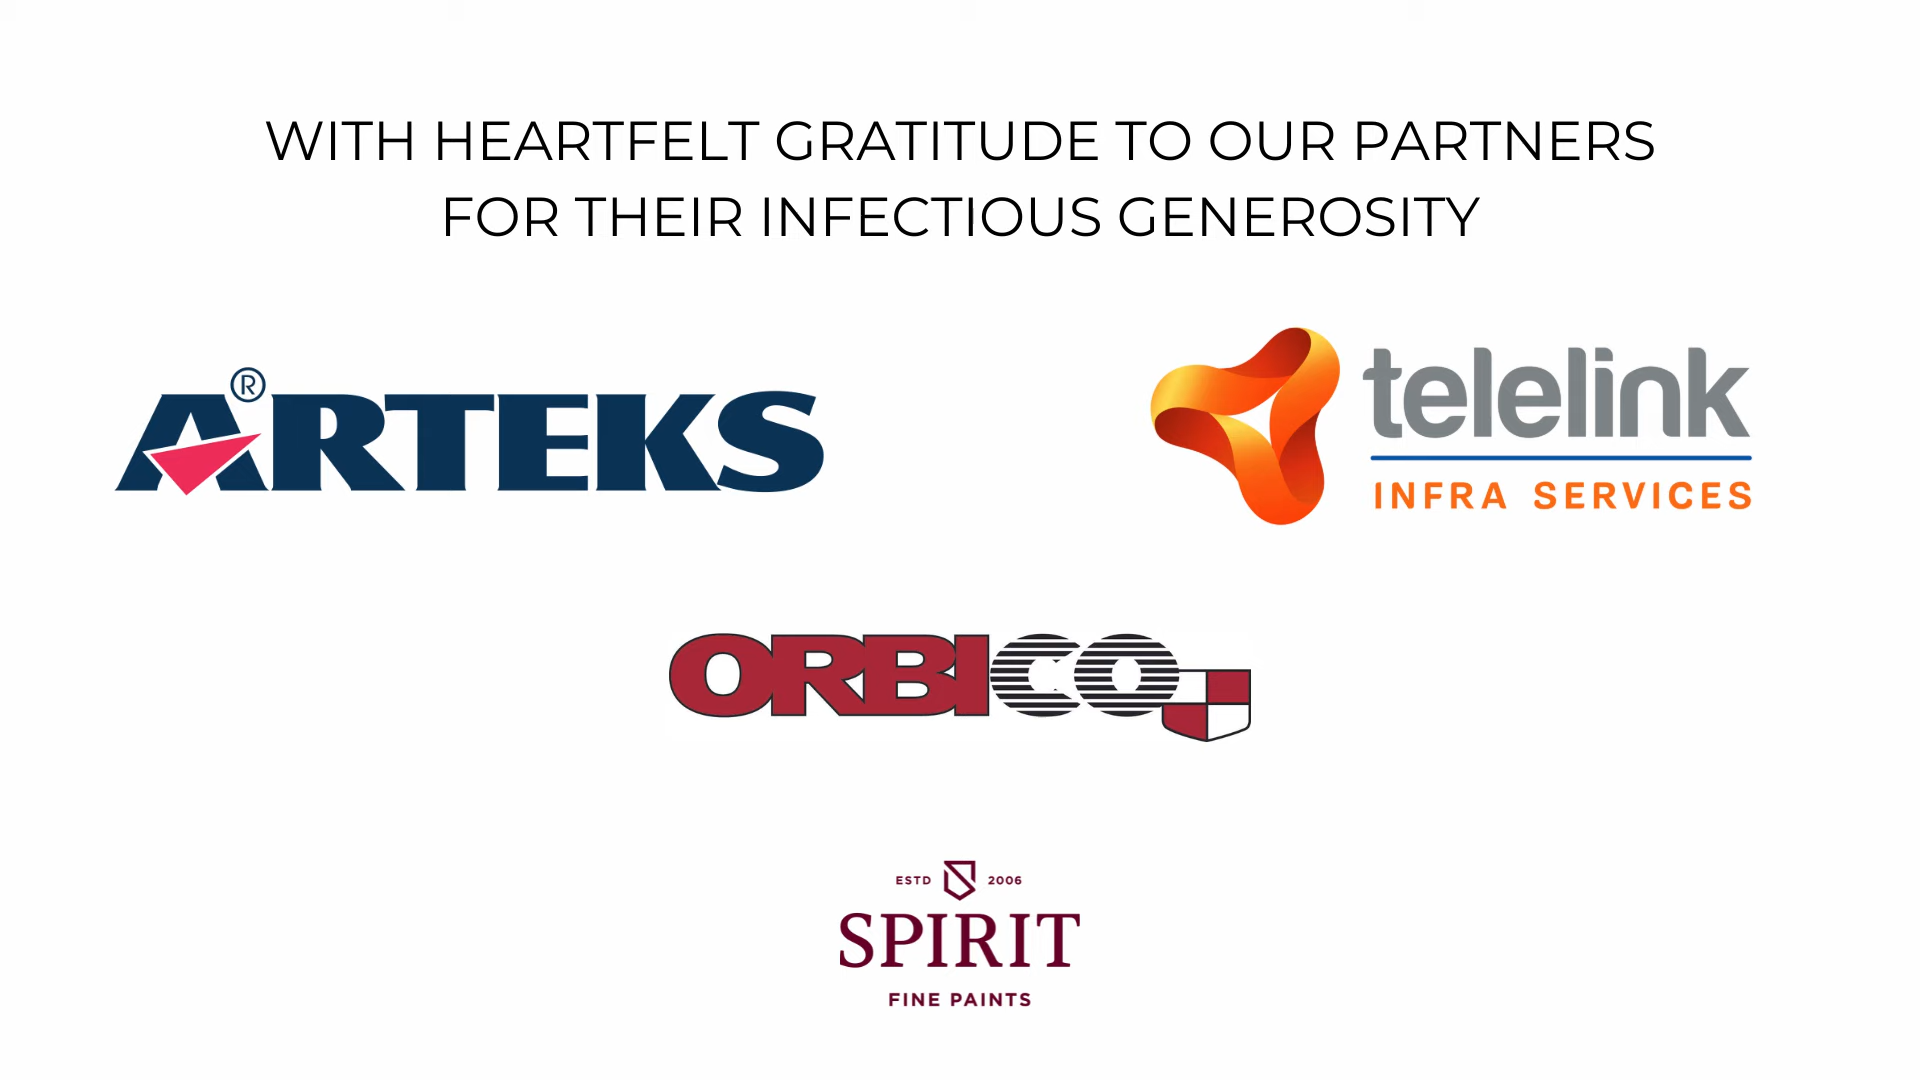 WITH HEARTFELT GRATITUDE TO OUR PARTNERS
FOR THEIR INFECTIOUS GENEROSITY
ARTEKS®
telelink
INFRA SERVICES
ORBICO
ESTD 2006
SPIRIT
FINE PAINTS